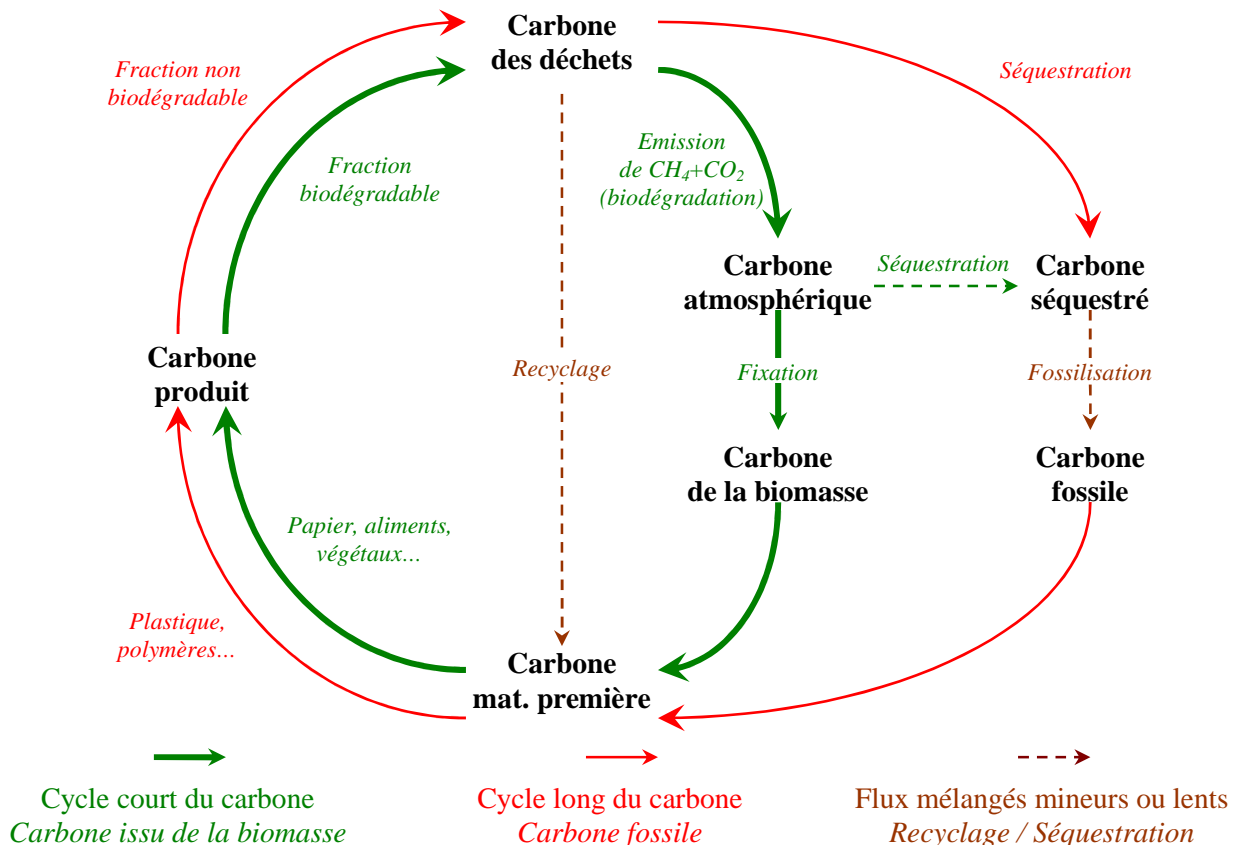 Carbone
des déchets
Fraction non
biodégradable
Séquestration
Emission
de CH₄+CO₂
(biodégradation)
Fraction
biodégradable
Carbone
atmosphérique
Séquestration
Carbone
séquestré
Carbone
produit
Recyclage
Fixation
Fossilisation
Carbone
de la biomasse
Carbone
fossile
Papier, aliments,
végétaux...
Plastique,
polymères...
Carbone
mat. première
Cycle court du carbone
Carbone issu de la biomasse
Cycle long du carbone
Carbone fossile
Flux mélangés mineurs ou lents
Recyclage / Séquestration